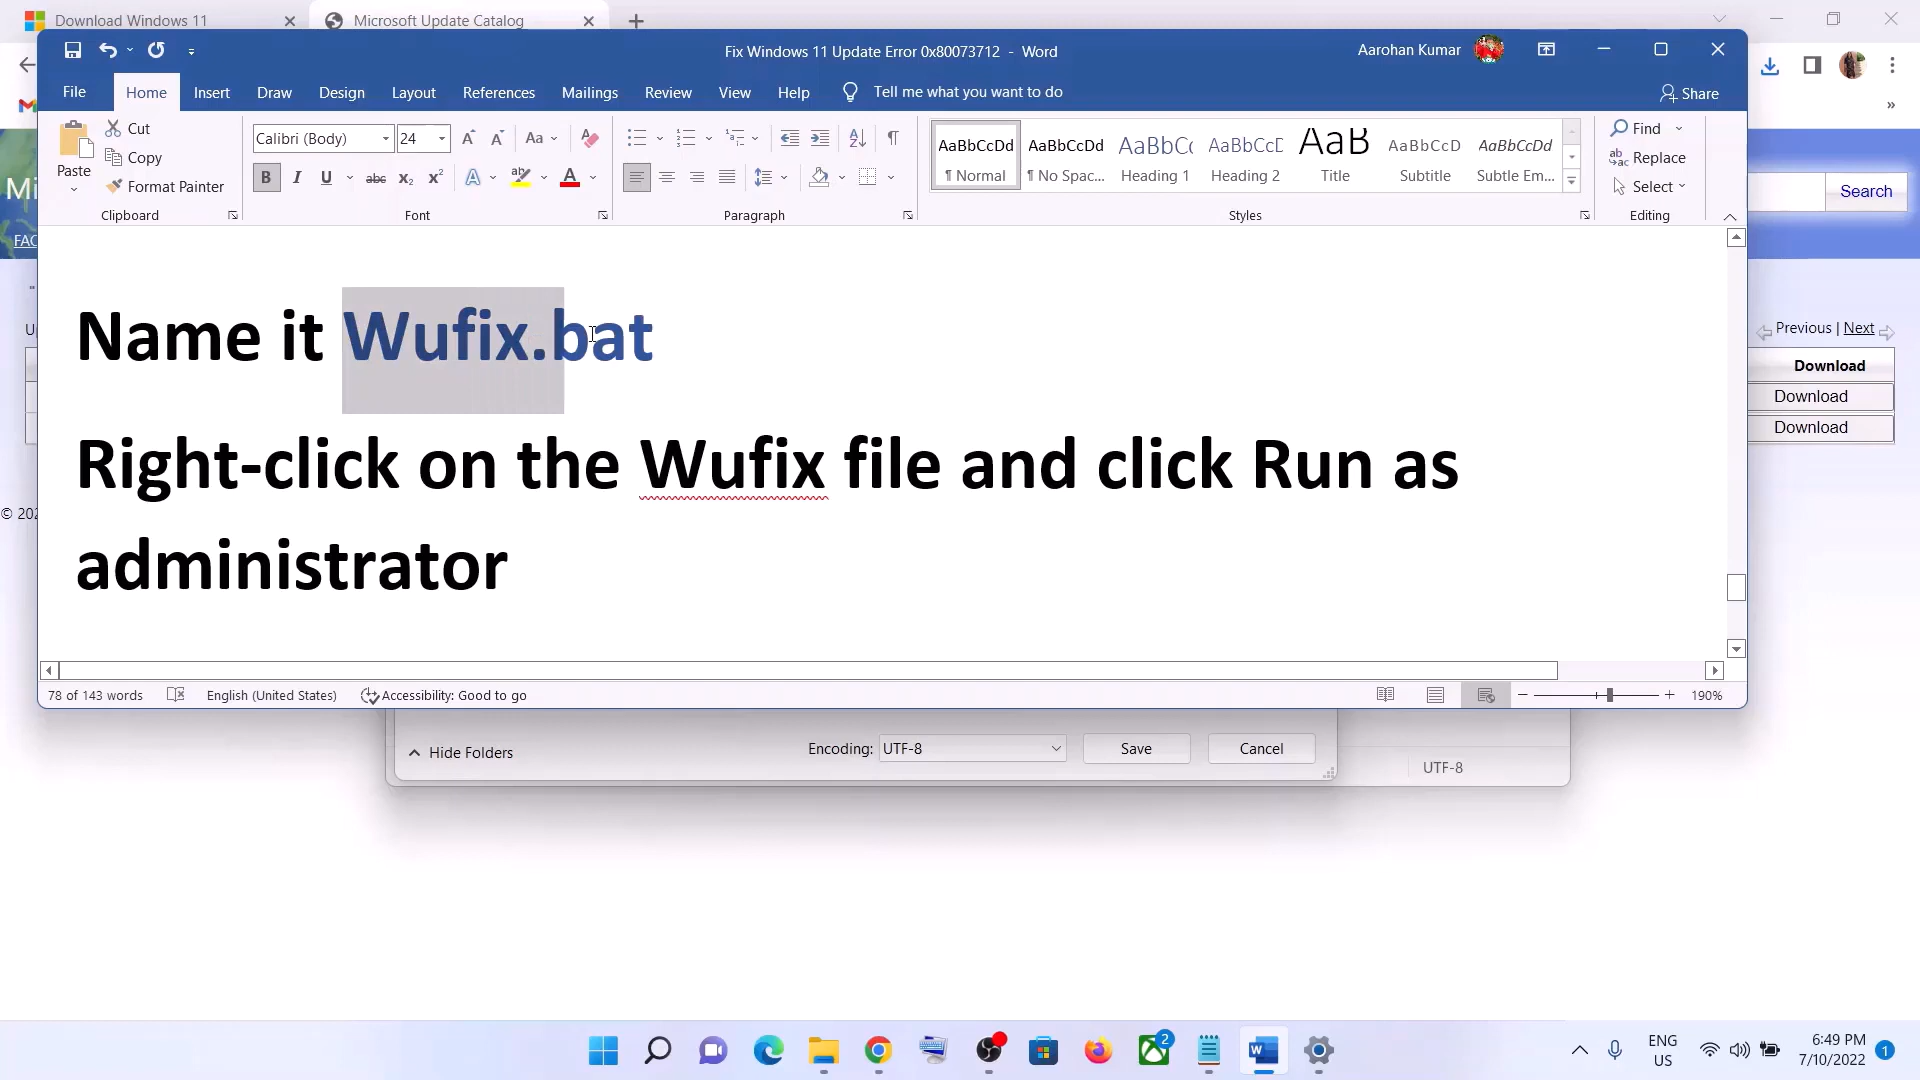 Download Windows 11
Microsoft Update Catalog
Fix Windows 11 Update Error 0x80073712 - Word
Aarohan Kumar
File
Home
Insert
Draw
Design
Layout
References
Mailings
Review
View
Help
Tell me what you want to do
Share
Paste
Cut
Copy
Format Painter
Clipboard
Calibri (Body)
24
Font
Paragraph
AaBbCcDd
¶ Normal
AaBbCcDd
¶ No Spac...
AaBbCc
Heading 1
AaBbCcD
Heading 2
AaB
Title
AaBbCcD
Subtitle
AaBbCcDd
Subtle Em...
Styles
Find
Replace
Select
Editing
Mi
FAQ
Search
Previous | Next
Download
Download
Download
Name it Wufix.bat
Right-click on the Wufix file and click Run as
administrator
© 202
78 of 143 words
English (United States)
Accessibility: Good to go
190%
Hide Folders
Encoding:
UTF-8
Save
Cancel
UTF-8
2
ENG
US
6:49 PM
7/10/2022
1